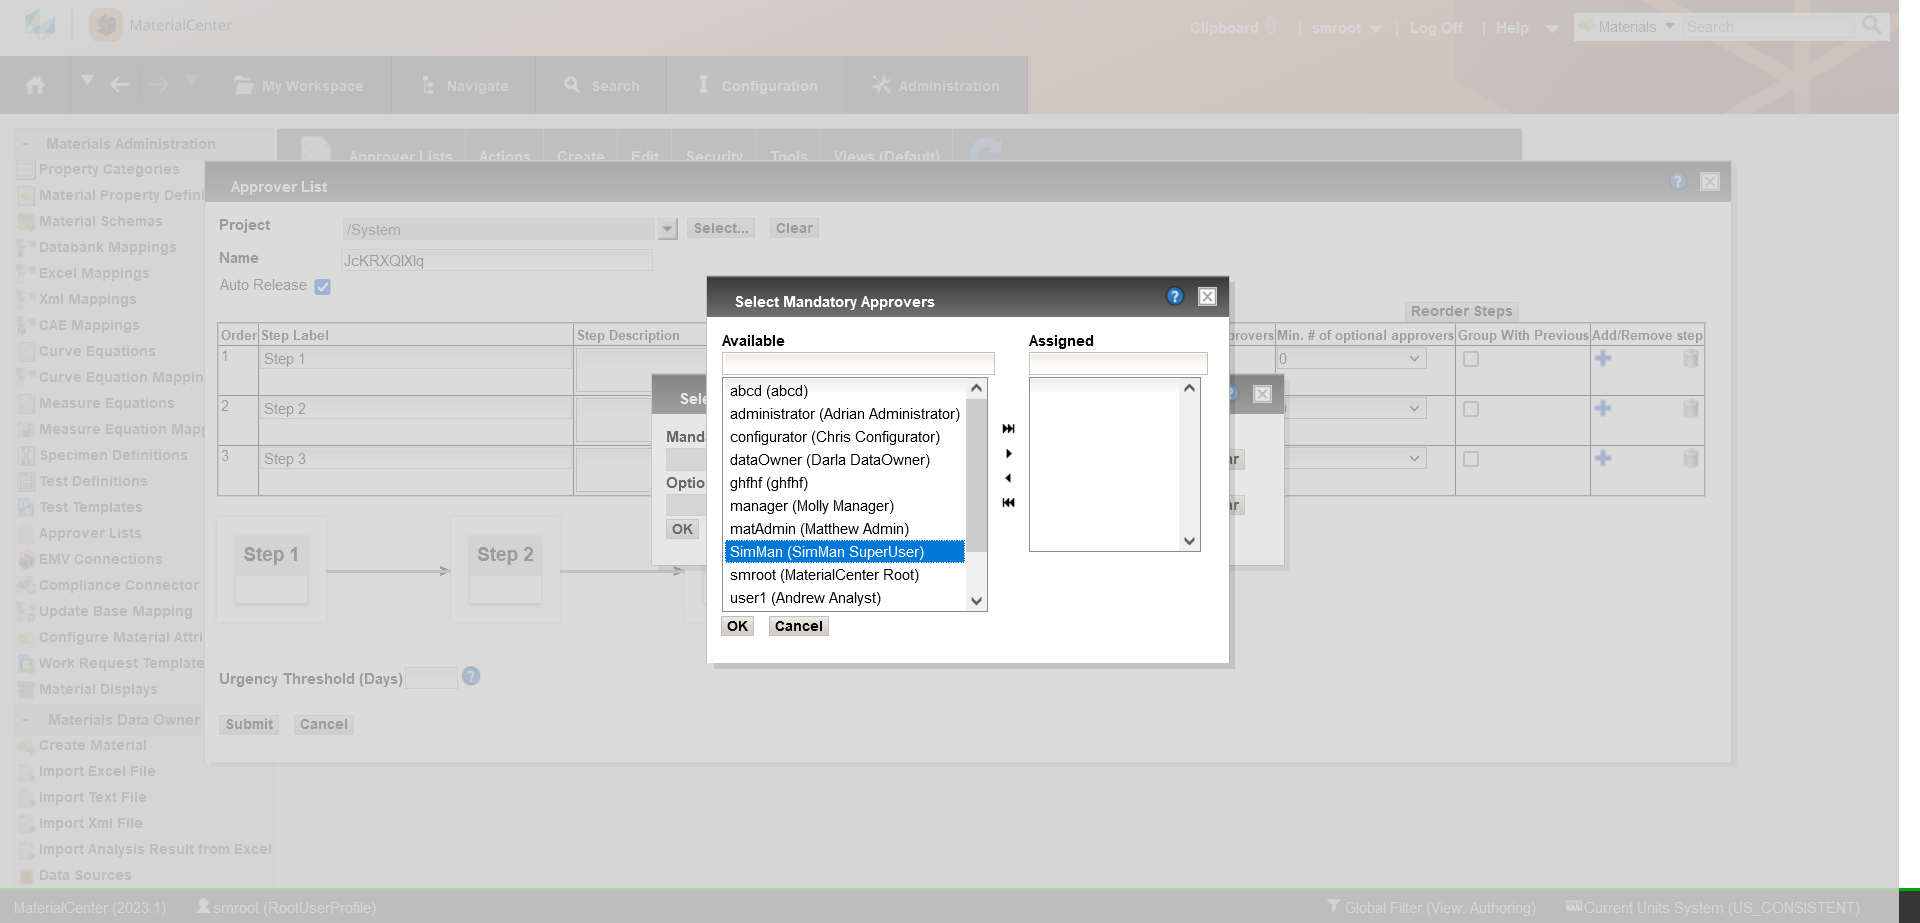 MaterialCenter
Clipboard | smroot | Log Off | Help Materials Search
My Workspace Navigate Search Configuration Administration
- Materials Administration
Approver Lists Actions Create Edit Security Tools Views (Default)
Property Categories
Material Property Defini
Material Schemas
Databank Mappings
Excel Mappings
Xml Mappings
CAE Mappings
Curve Equations
Curve Equation Mappin
Measure Equations
Measure Equation Mapp
Specimen Definitions
Test Definitions
Test Templates
Approver Lists
EMV Connections
Compliance Connector
Update Base Mapping
Configure Material Attri
Work Request Template
Material Displays
- Materials Data Owner
Create Material
Import Excel File
Import Text File
Import Xml File
Import Analysis Result from Excel
Data Sources
Approver List ?
Project /System Select... Clear
Name
Auto Release
Reorder Steps
Order Step Label Step Description provers Min. # of optional approvers Group With Previous Add/Remove step
1 Step 1 0
2 Step 2
3 Step 3
Step 1 Step 2
Urgency Threshold (Days) ?
Submit Cancel
Sele
Manda
Optio
OK
Select Mandatory Approvers ?
Available Assigned
abcd (abcd)
administrator (Adrian Administrator)
configurator (Chris Configurator)
dataOwner (Darla DataOwner)
ghfhf (ghfhf)
manager (Molly Manager)
matAdmin (Matthew Admin)
SimMan (SimMan SuperUser)
smroot (MaterialCenter Root)
user1 (Andrew Analyst)
OK Cancel
MaterialCenter (2023.1) smroot (RootUserProfile) Global Filter (View: Authoring) Current Units System (US_CONSISTENT)